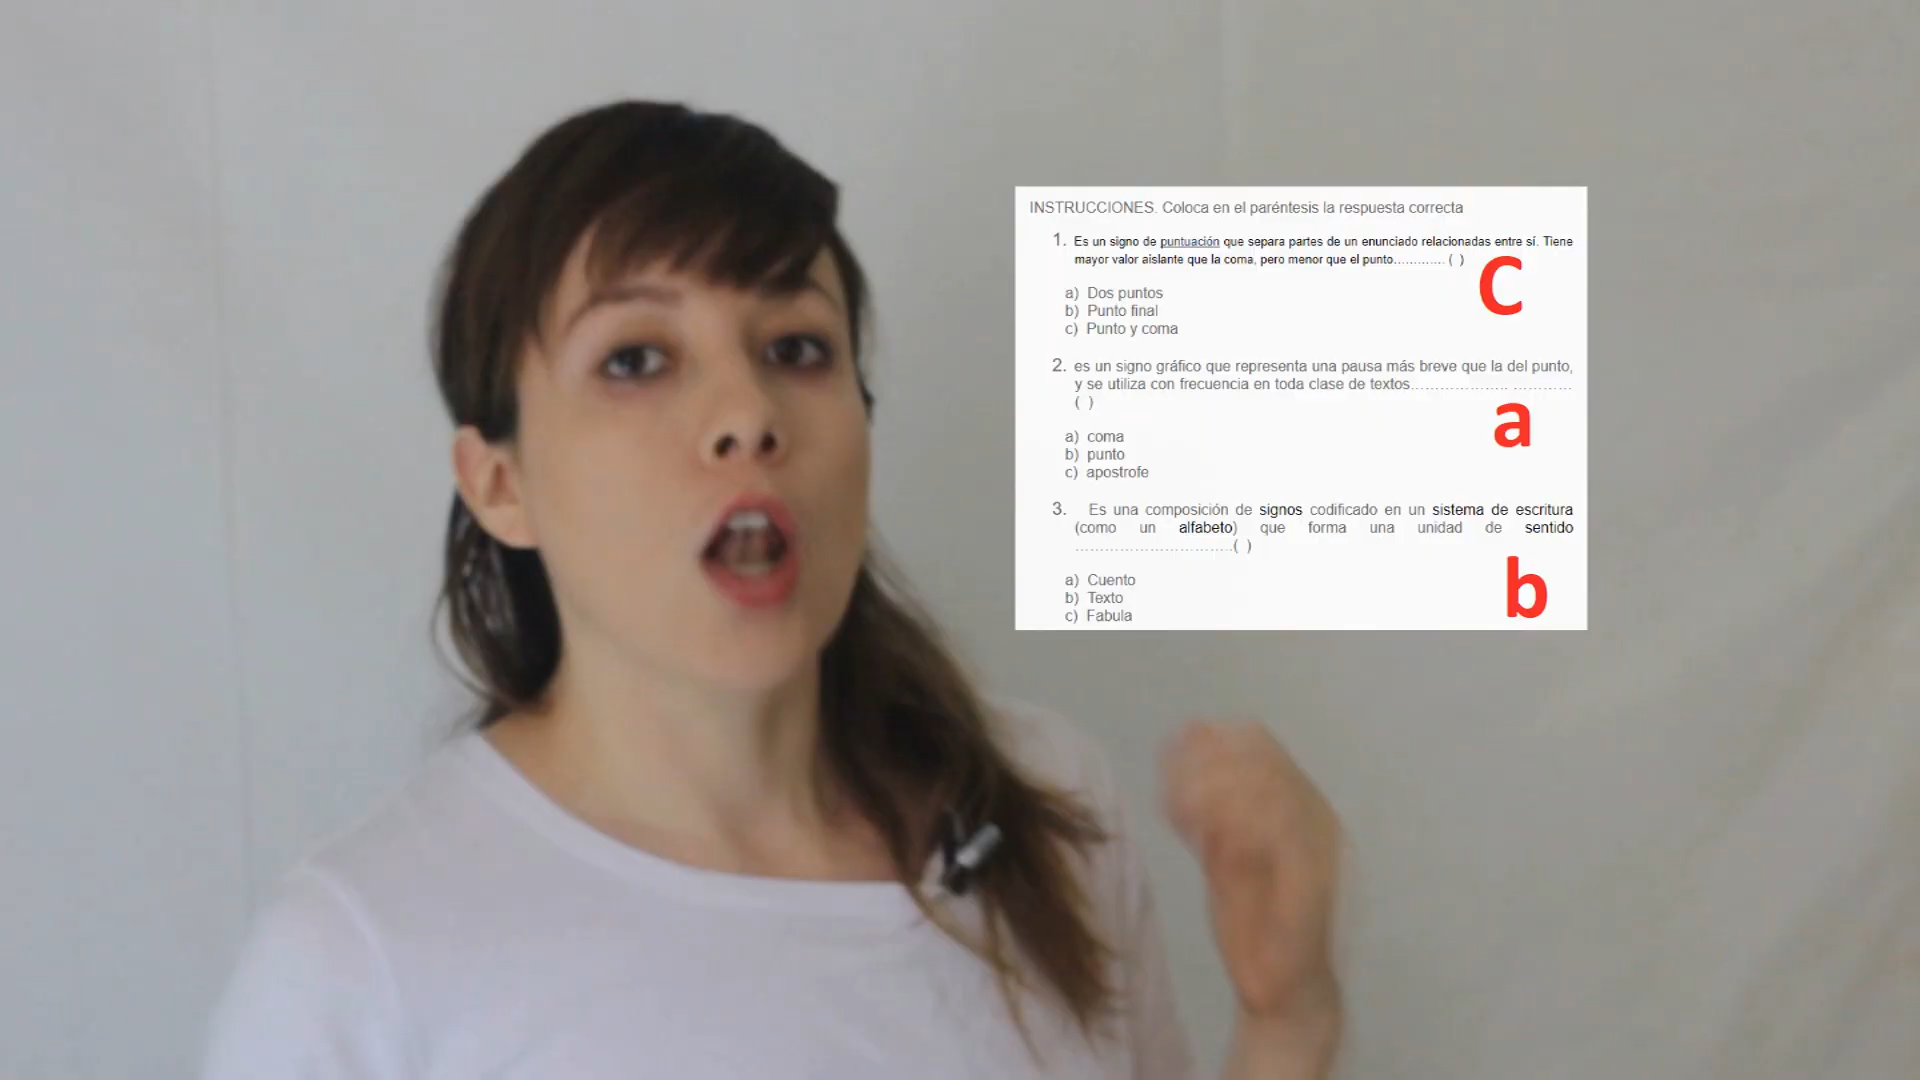 INSTRUCCIONES. Coloca en el paréntesis la respuesta correcta
1. Es un signo de puntuación que separa partes de un enunciado relacionadas entre sí. Tiene
mayor valor aislante que la coma, pero menor que el punto............. ( )
C
a) Dos puntos
b) Punto final
c) Punto y coma
2. es un signo gráfico que representa una pausa más breve que la del punto,
y se utiliza con frecuencia en toda clase de textos..................... ............
( )
a
a) coma
b) punto
c) apostrofe
3. Es una composición de signos codificado en un sistema de escritura
(como un alfabeto) que forma una unidad de sentido
.................................( )
b
a) Cuento
b) Texto
c) Fabula